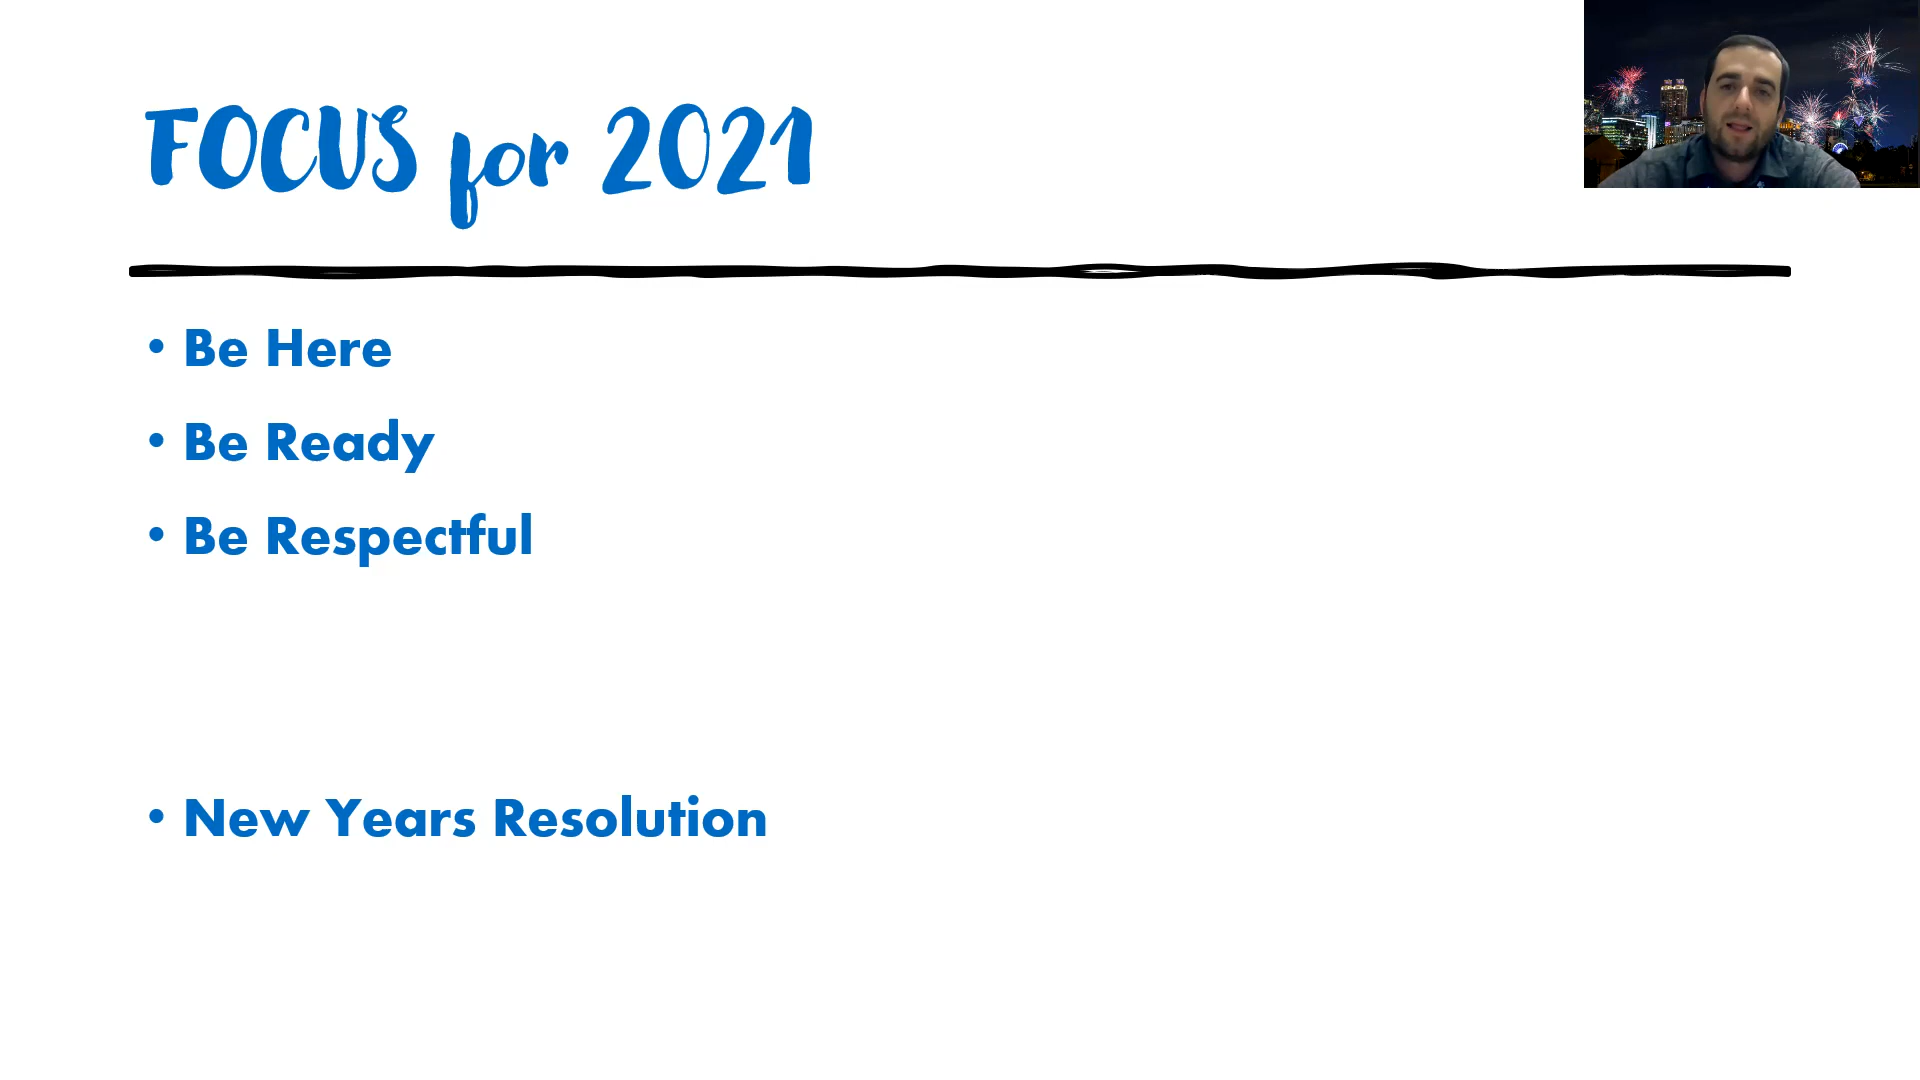 FOCUS for 2021
• Be Here
• Be Ready
• Be Respectful
• New Years Resolution